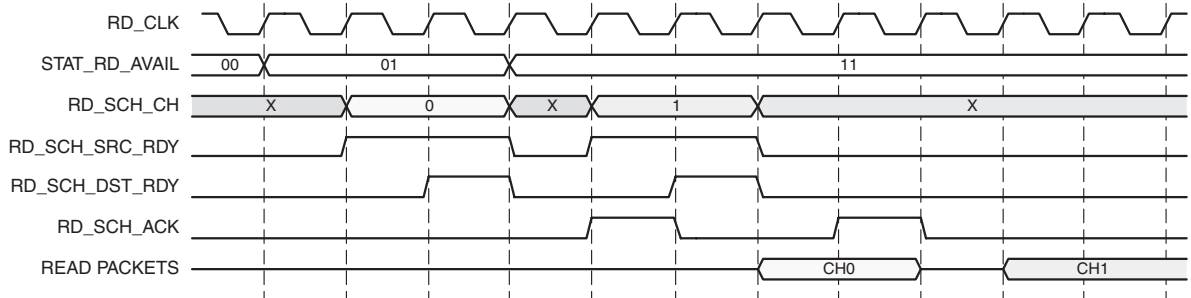 RD_CLK
STAT_RD_AVAIL 00 01 11
RD_SCH_CH X 0 X 1 X
RD_SCH_SRC_RDY
RD_SCH_DST_RDY
RD_SCH_ACK
READ PACKETS CH0 CH1